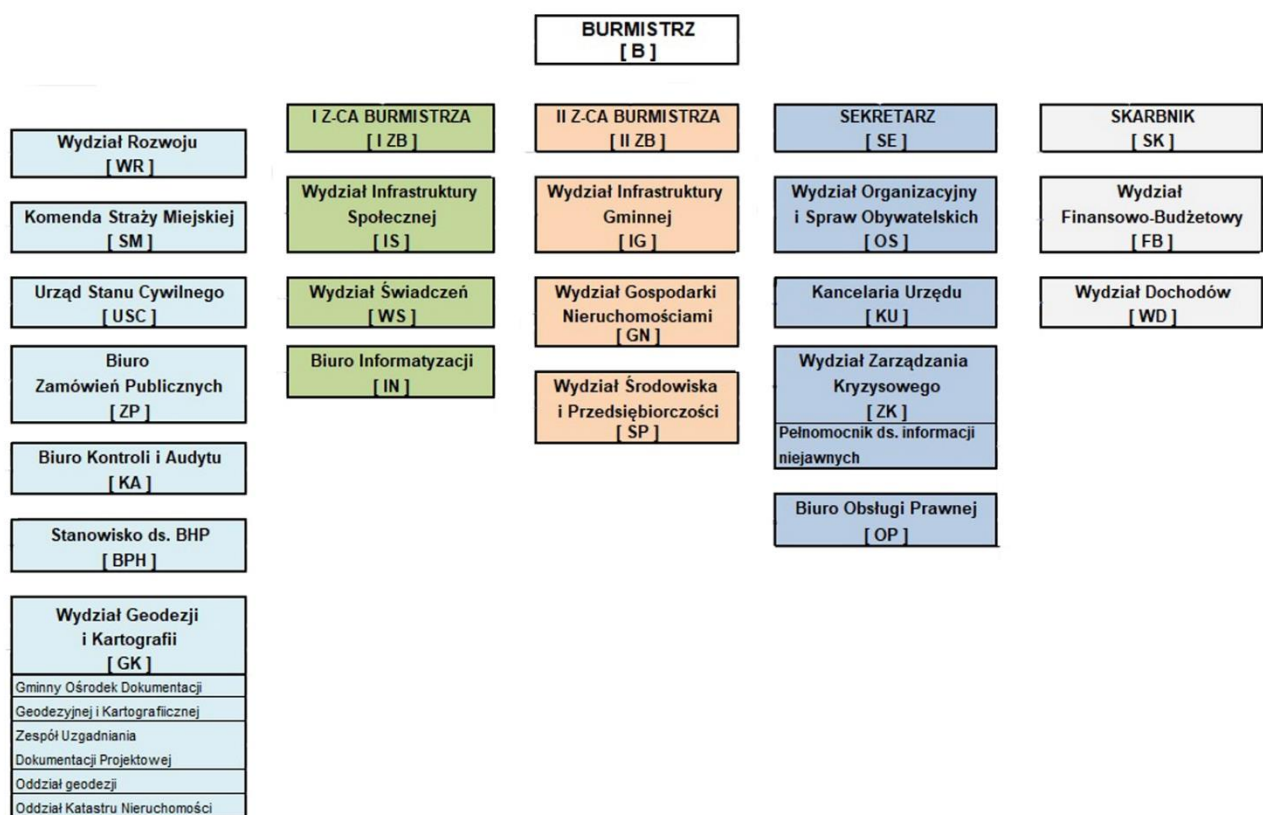 BURMISTRZ
[ B ]
Wydział Rozwoju
[ WR ]
Komenda Straży Miejskiej
[ SM ]
Urząd Stanu Cywilnego
[ USC ]
Biuro
Zamówień Publicznych
[ ZP ]
Biuro Kontroli i Audytu
[ KA ]
Stanowisko ds. BHP
[ BPH ]
Wydział Geodezji
i Kartografii
[ GK ]
Gminny Ośrodek Dokumentacji
Geodezyjnej i Kartografiicznej
Zespół Uzgadniania
Dokumentacji Projektowej
Oddział geodezji
Oddział Katastru Nieruchomości
I Z-CA BURMISTRZA
[ I ZB ]
Wydział Infrastruktury
Społecznej
[ IS ]
Wydział Świadczeń
[ WS ]
Biuro Informatyzacji
[ IN ]
II Z-CA BURMISTRZA
[ II ZB ]
Wydział Infrastruktury
Gminnej
[ IG ]
Wydział Gospodarki
Nieruchomościami
[ GN ]
Wydział Środowiska
i Przedsiębiorczości
[ SP ]
SEKRETARZ
[ SE ]
Wydział Organizacyjny
i Spraw Obywatelskich
[ OS ]
Kancelaria Urzędu
[ KU ]
Wydział Zarządzania
Kryzysowego
[ ZK ]
Pełnomocnik ds. informacji
niejawnych
Biuro Obsługi Prawnej
[ OP ]
SKARBNIK
[ SK ]
Wydział
Finansowo-Budżetowy
[ FB ]
Wydział Dochodów
[ WD ]